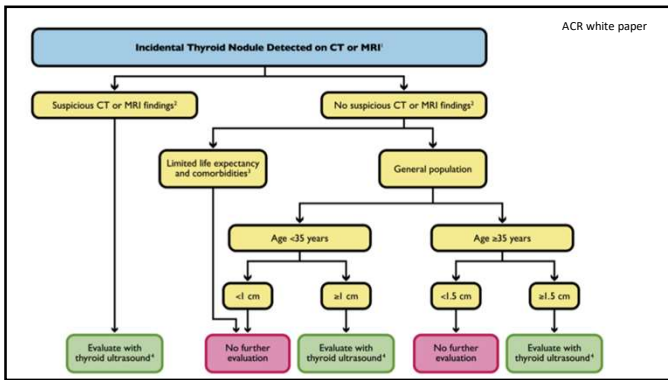 ACR white paper
Incidental Thyroid Nodule Detected on CT or MRI¹
Suspicious CT or MRI findings²
No suspicious CT or MRI findings²
Limited life expectancy
and comorbidities³
General population
Age <35 years
Age ≥35 years
<1 cm
≥1 cm
<1.5 cm
≥1.5 cm
Evaluate with
thyroid ultrasound⁴
No further
evaluation
Evaluate with
thyroid ultrasound⁴
No further
evaluation
Evaluate with
thyroid ultrasound⁴